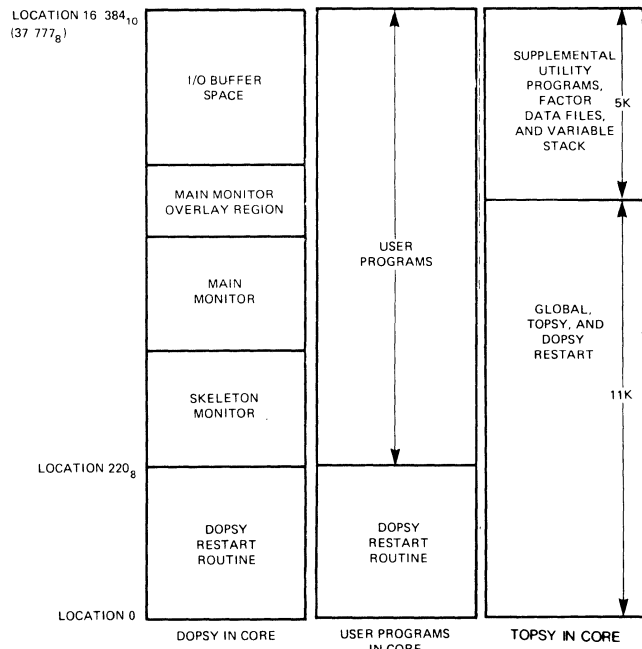 LOCATION 16 384₁₀
(37 777₈)
I/O BUFFER
SPACE
MAIN MONITOR
OVERLAY REGION
MAIN
MONITOR
SKELETON
MONITOR
LOCATION 220₈
DOPSY
RESTART
ROUTINE
LOCATION 0
DOPSY IN CORE
USER
PROGRAMS
DOPSY
RESTART
ROUTINE
USER PROGRAMS
IN CORE
SUPPLEMENTAL
UTILITY
PROGRAMS,
FACTOR
DATA FILES,
AND VARIABLE
STACK
5K
GLOBAL,
TOPSY, AND
DOPSY
RESTART
11K
TOPSY IN CORE